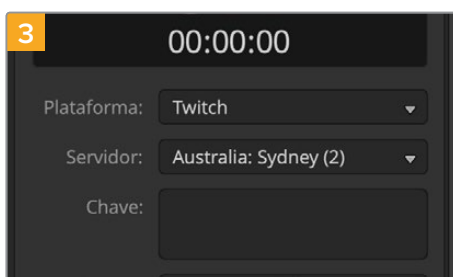 3
00:00:00
Plataforma: Twitch
Servidor: Australia: Sydney (2)
Chave: